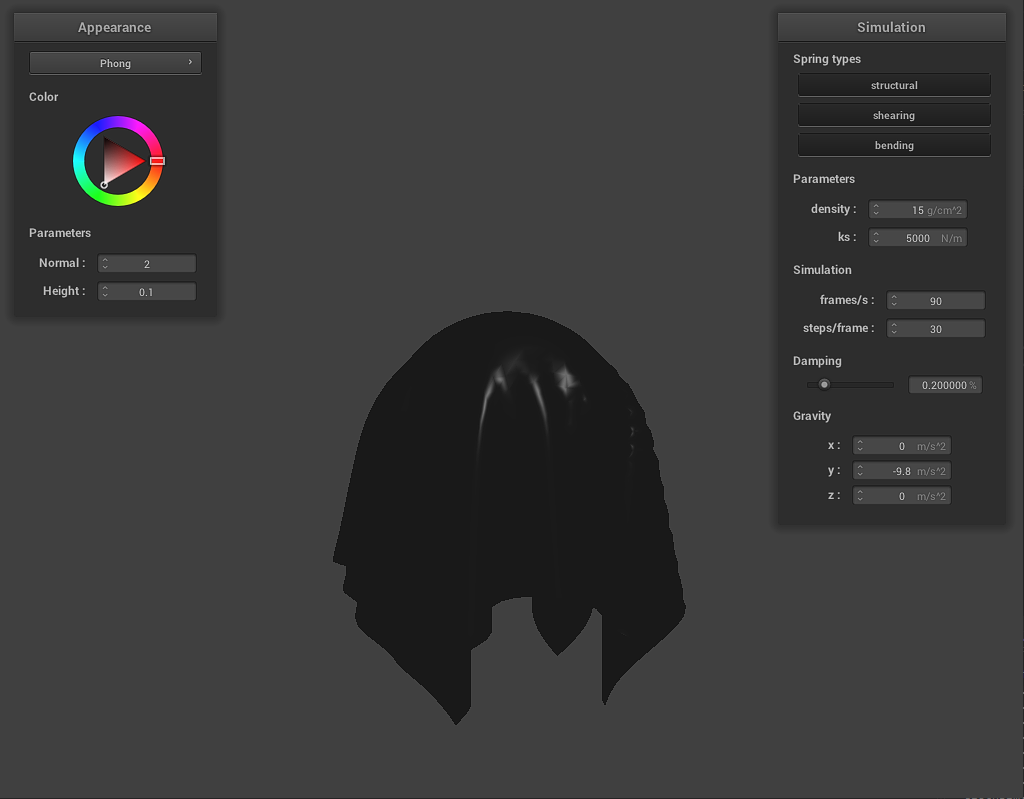 Appearance
Phong ›
Color
Parameters
Normal : 2
Height : 0.1
Simulation
Spring types
structural
shearing
bending
Parameters
density : 15 g/cm^2
ks : 5000 N/m
Simulation
frames/s : 90
steps/frame : 30
Damping
0.200000 %
Gravity
x : 0 m/s^2
y : -9.8 m/s^2
z : 0 m/s^2